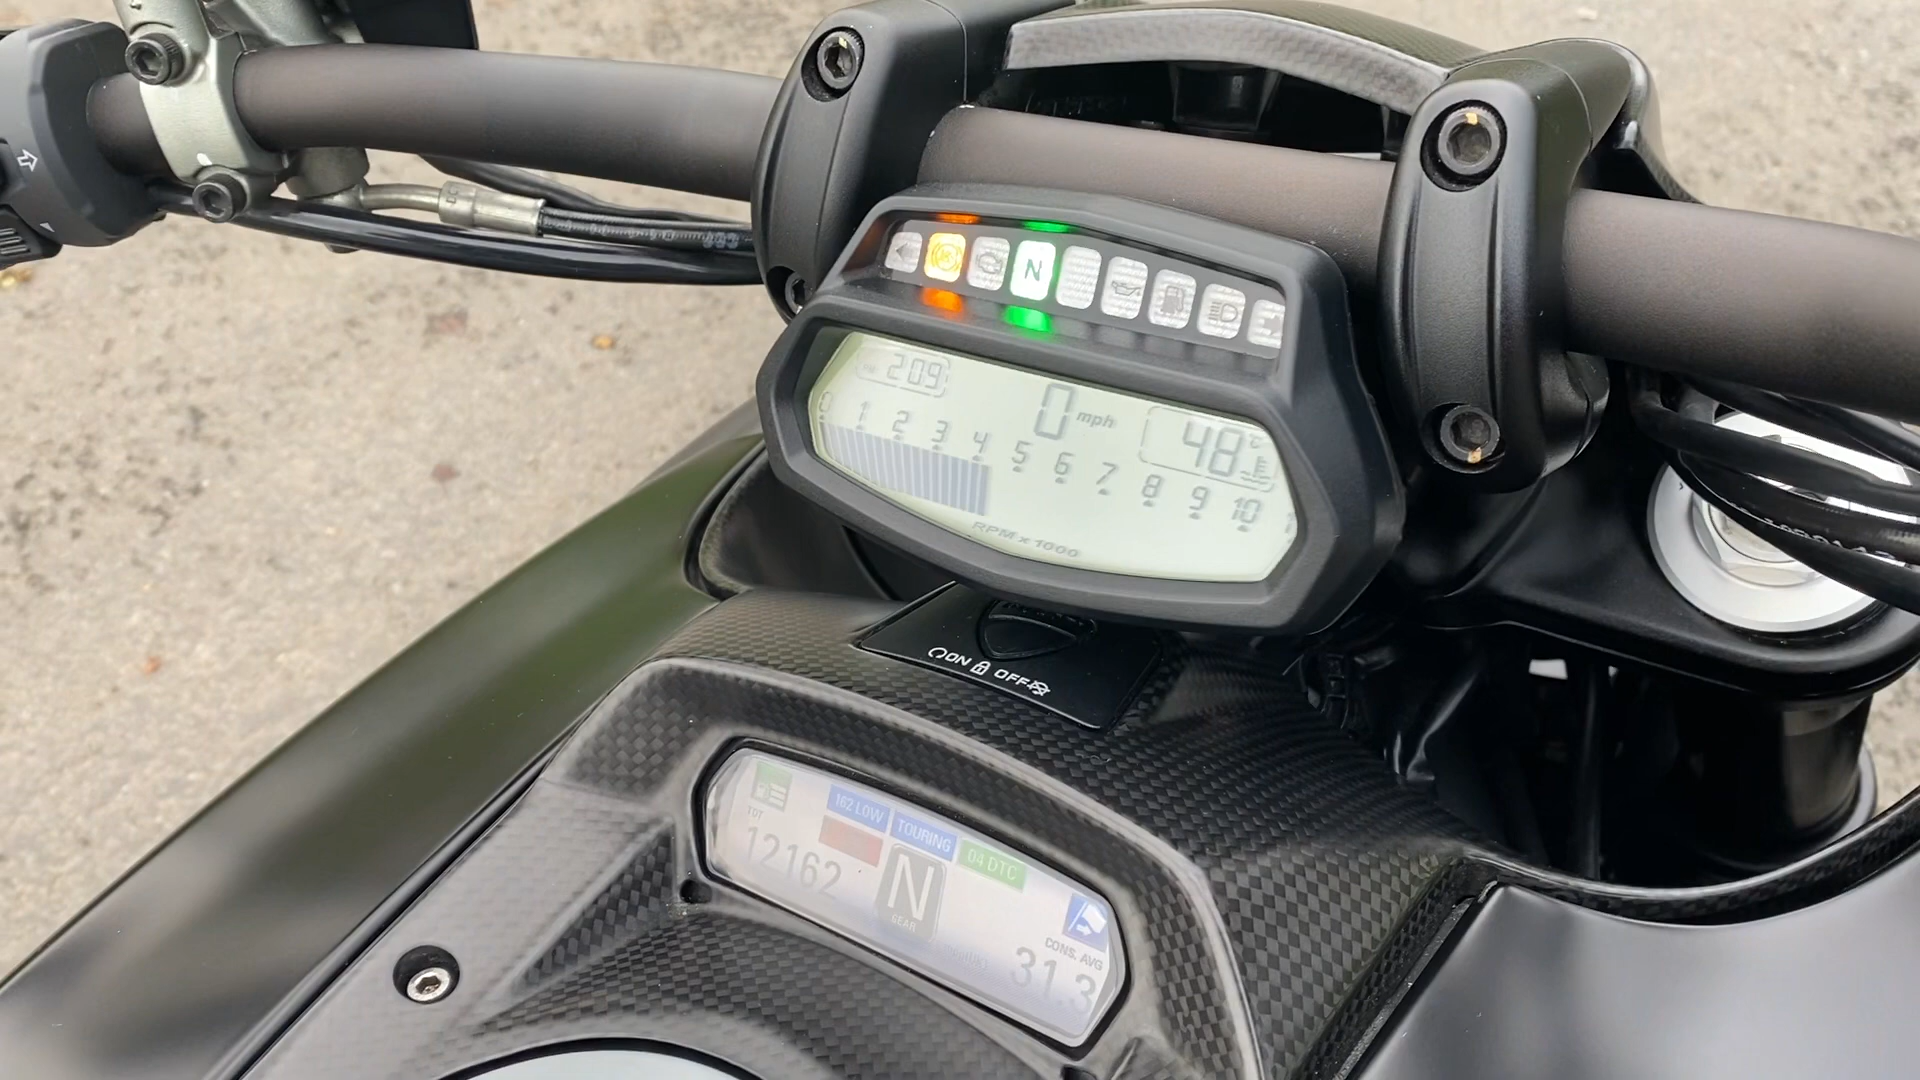 N
209
0 mph
48 °C
0 1 2 3 4 5 6 7 8 9 10
RPM x 1000
ON OFF
162 LOW TOURING 04 DTC
TOT
12162
N
GEAR
CONS. AVG
31.3